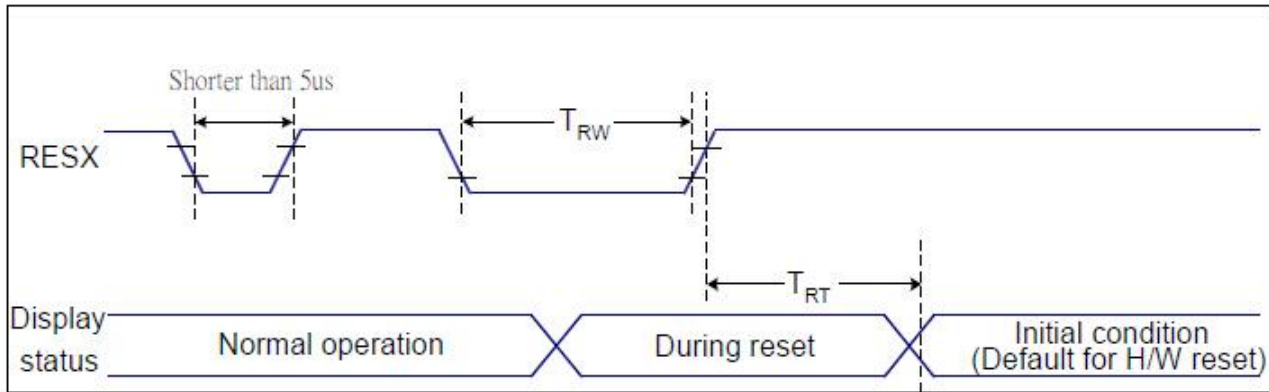 Shorter than 5us
RESX
TRW
TRT
Display
status
Normal operation
During reset
Initial condition
(Default for H/W reset)